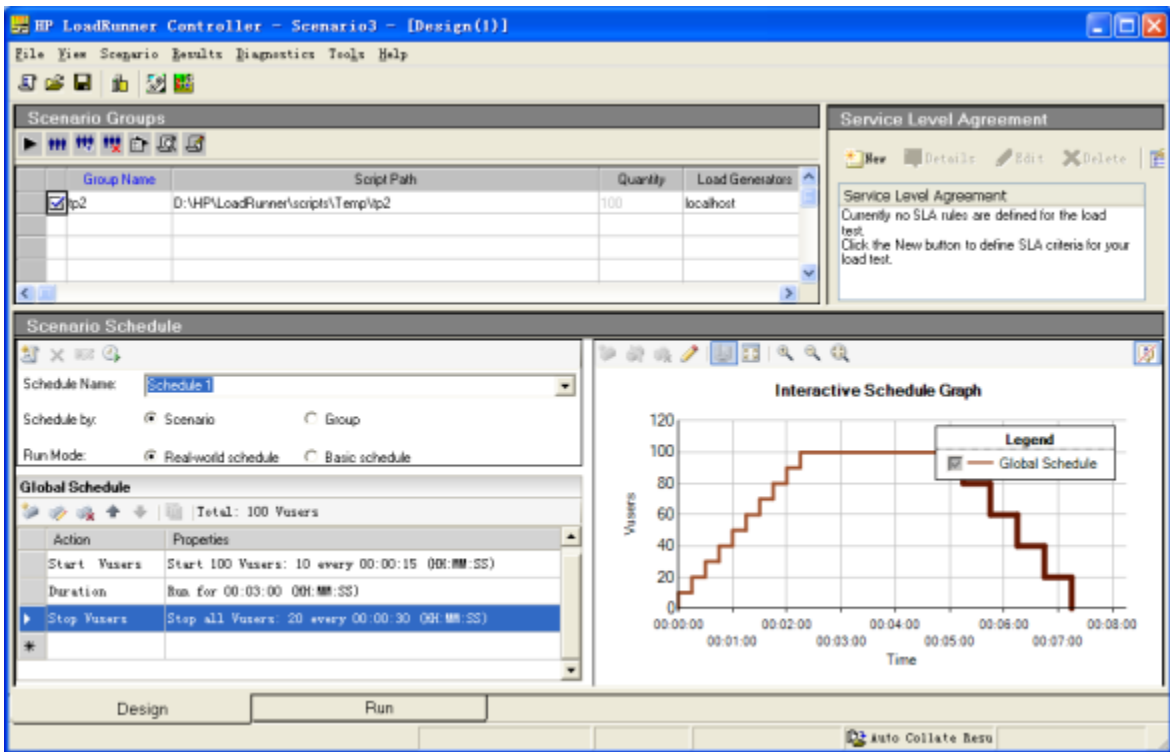 HP LoadRunner Controller - Scenario3 - [Design(1)]
File View Scenario Results Diagnostics Tools Help
Scenario Groups
Group Name Script Path Quantity Load Generators
tp2 D:\HP\LoadRunner\scripts\Temp\tp2 100 localhost
Service Level Agreement
New Details Edit Delete
Service Level Agreement
Currently no SLA rules are defined for the load
test.
Click the New button to define SLA criteria for your
load test.
Scenario Schedule
Schedule Name: Schedule 1
Schedule by: Scenario Group
Run Mode: Real-world schedule Basic schedule
Global Schedule
Total: 100 Vusers
Action Properties
Start Vusers Start 100 Vusers: 10 every 00:00:15 (HH:MM:SS)
Duration Run for 00:03:00 (HH:MM:SS)
Stop Vusers Stop all Vusers: 20 every 00:00:30 (HH:MM:SS)
*
Interactive Schedule Graph
120
100
80
60
40
20
0
Vusers
Legend
Global Schedule
00:00:00 00:02:00 00:04:00 00:06:00 00:08:00
00:01:00 00:03:00 00:05:00 00:07:00
Time
Design Run
Auto Collate Resu